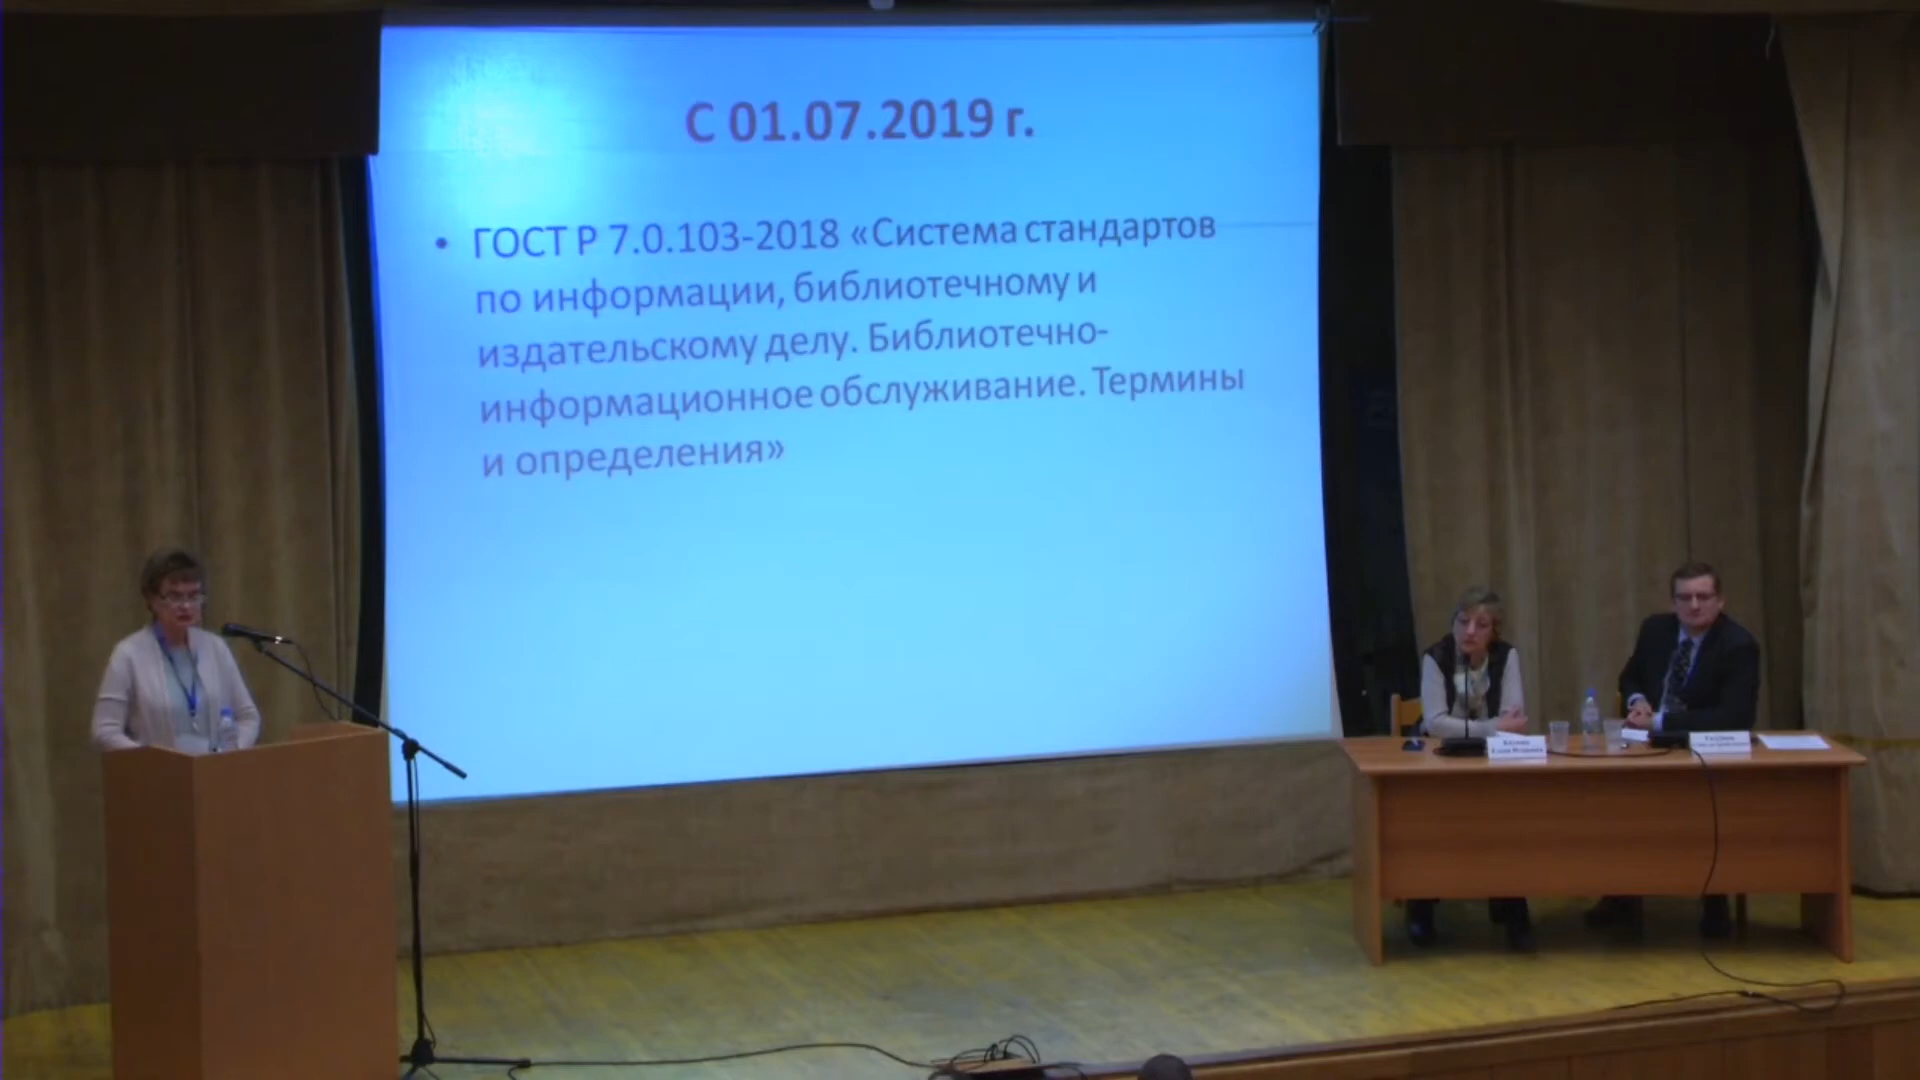 С 01.07.2019 г.
• ГОСТ Р 7.0.103-2018 «Система стандартов
по информации, библиотечному и
издательскому делу. Библиотечно-
информационное обслуживание. Термины
и определения»